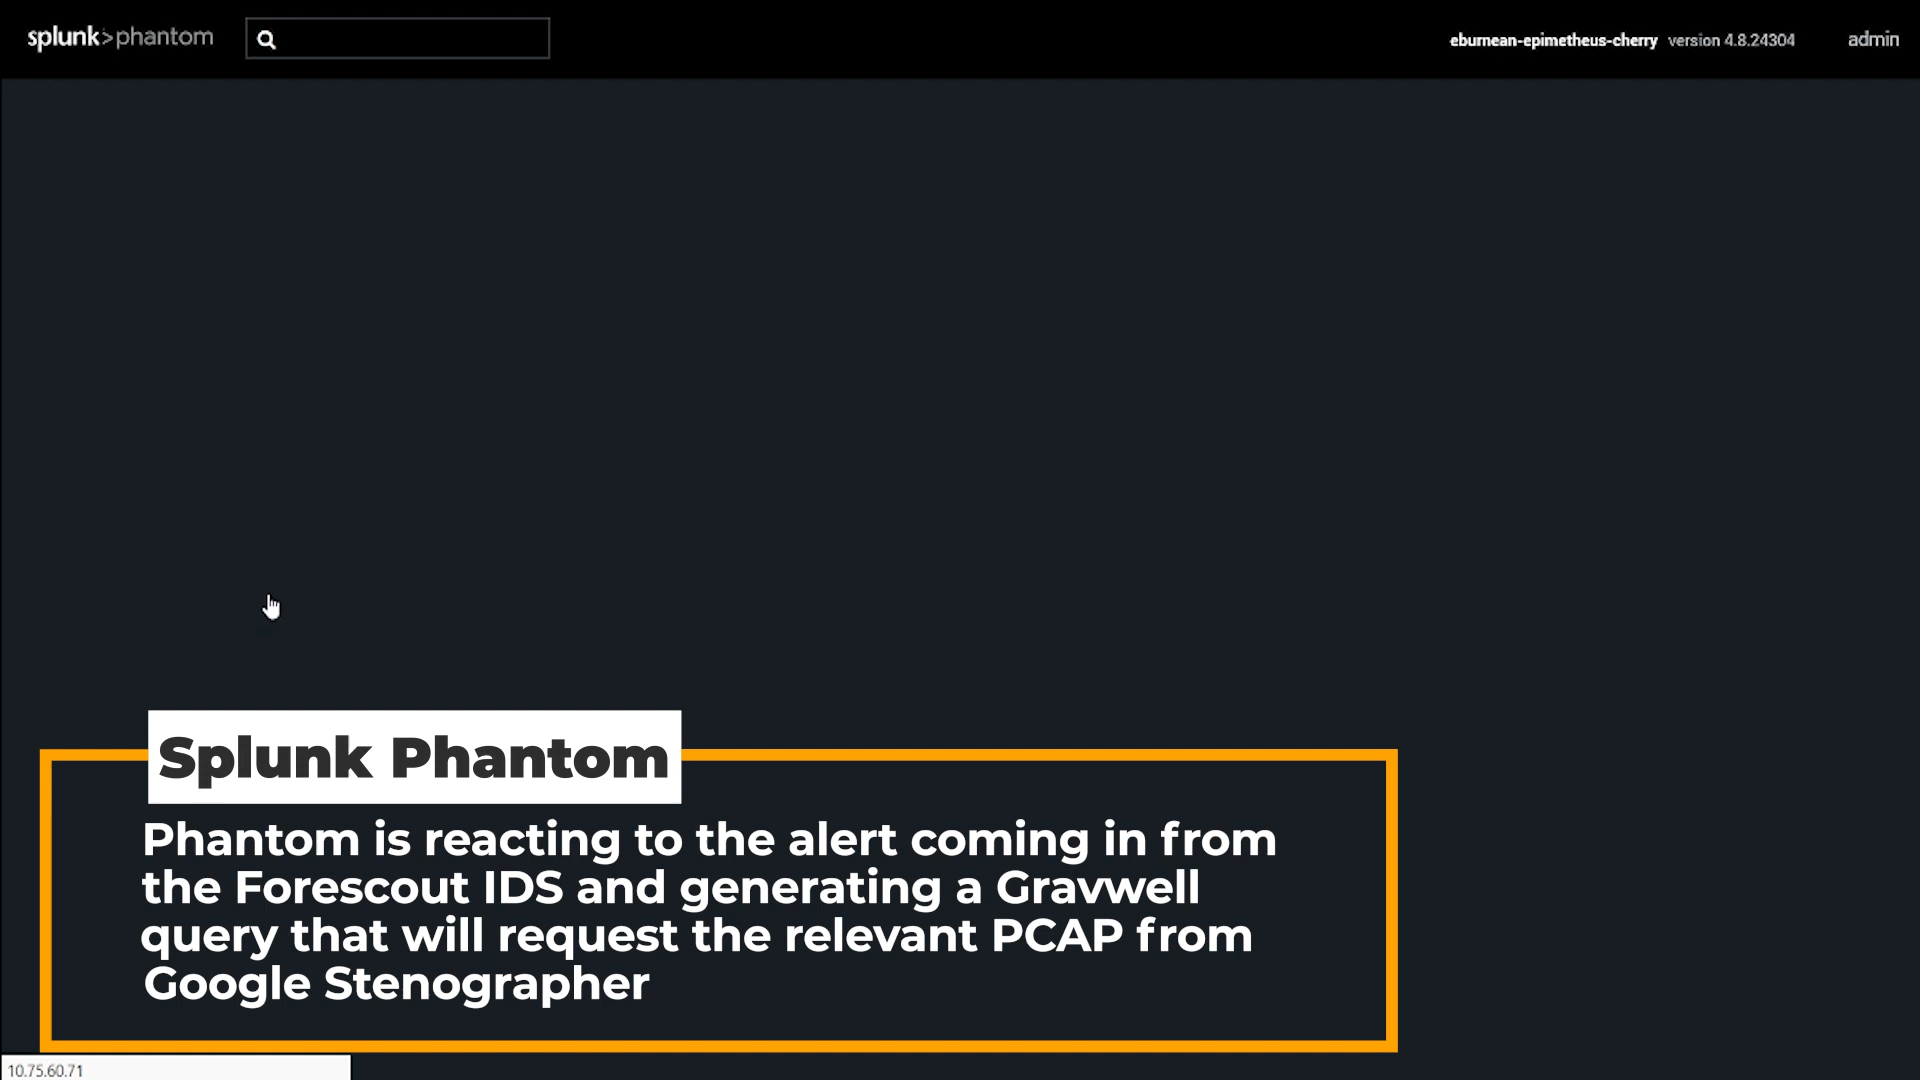 splunk>phantom
eburnean-epimetheus-cherry version 4.8.24304 admin
Splunk Phantom
Phantom is reacting to the alert coming in from
the Forescout IDS and generating a Gravwell
query that will request the relevant PCAP from
Google Stenographer
10.75.60.71